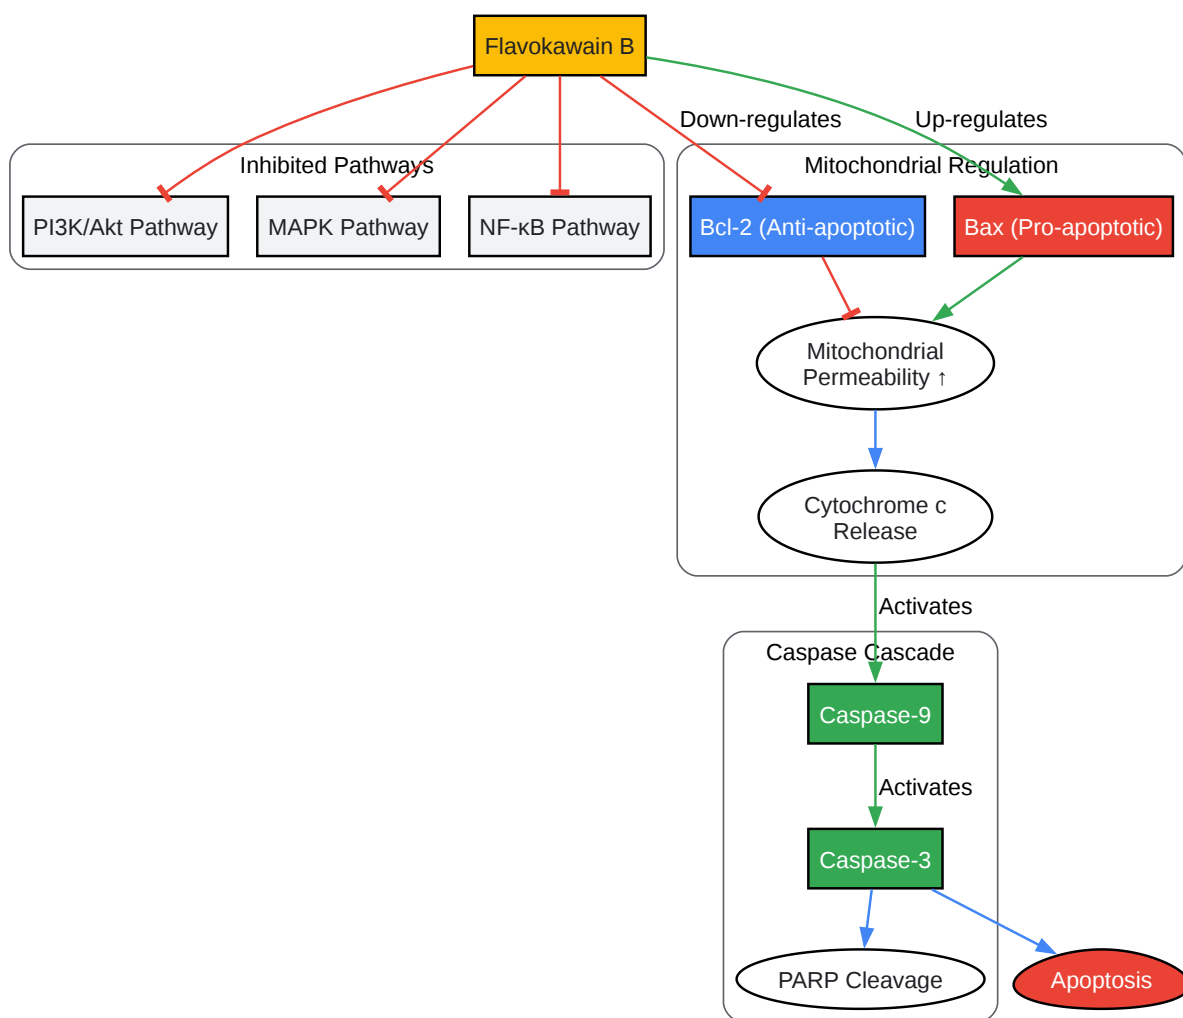 Flavokawain B
Down-regulates
Up-regulates
Inhibited Pathways
Mitochondrial Regulation
PI3K/Akt Pathway
MAPK Pathway
NF-κB Pathway
Bcl-2 (Anti-apoptotic)
Bax (Pro-apoptotic)
Mitochondrial
Permeability ↑
Cytochrome c
Release
Activates
Caspase Cascade
Caspase-9
Activates
Caspase-3
PARP Cleavage
Apoptosis